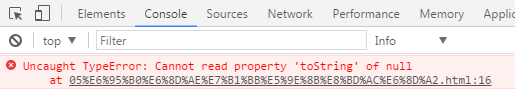 Elements Console Sources Network Performance
top Filter Info
Uncaught TypeError: Cannot read property 'toString' of null
at 05%E6%95%B0%E6%8D%AE%E7%B1%BB%E5%9E%8B%E8%BD%AC%E6%8D%A2.html:16